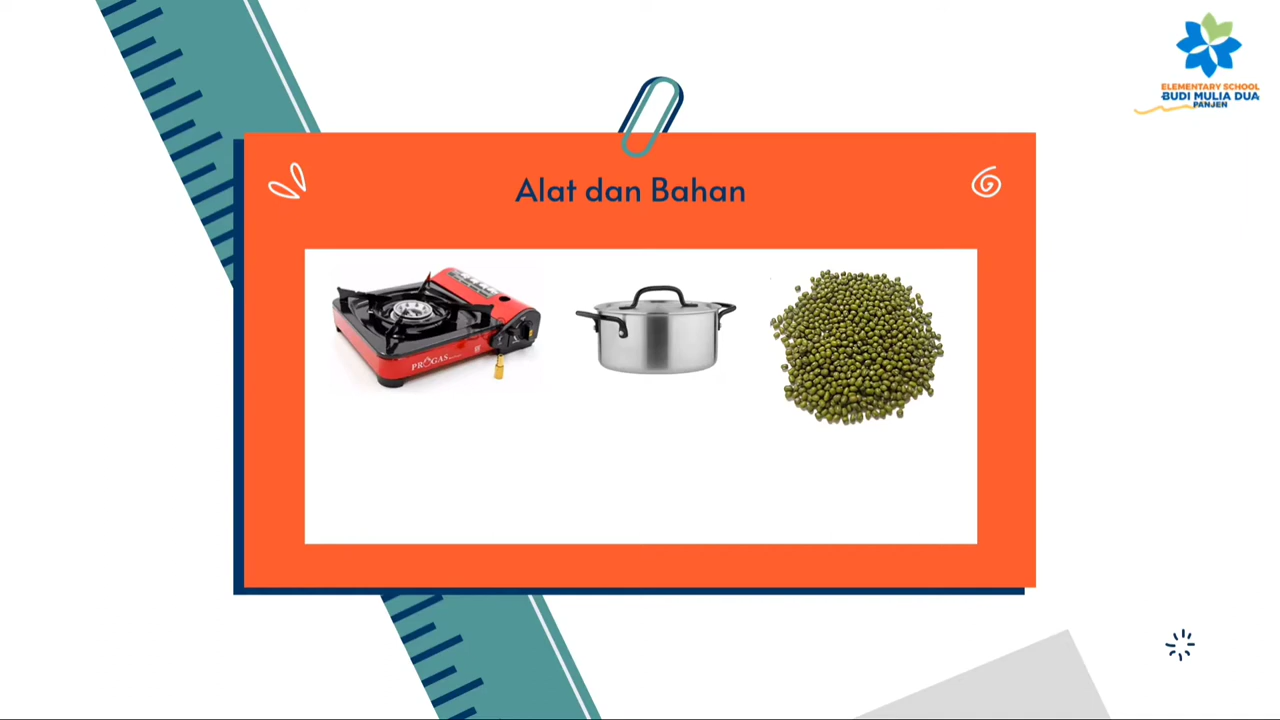 ELEMENTARY SCHOOL
BUDI MULIA DUA
PANJEN
Alat dan Bahan
PROGAS